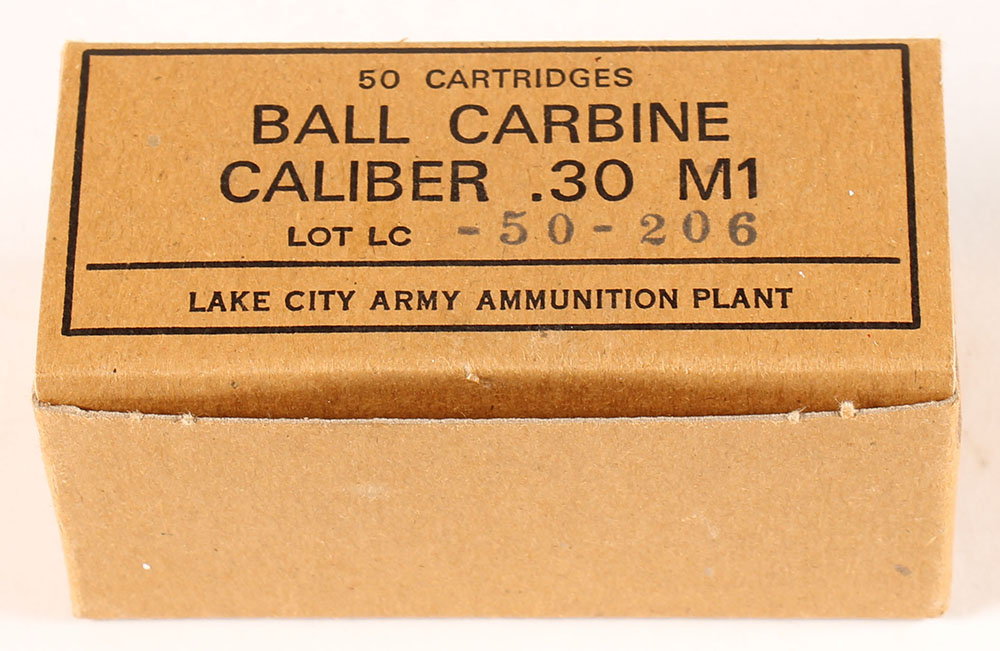 50 CARTRIDGES
BALL CARBINE
CALIBER .30 M1
LOT LC -50-206
LAKE CITY ARMY AMMUNITION PLANT